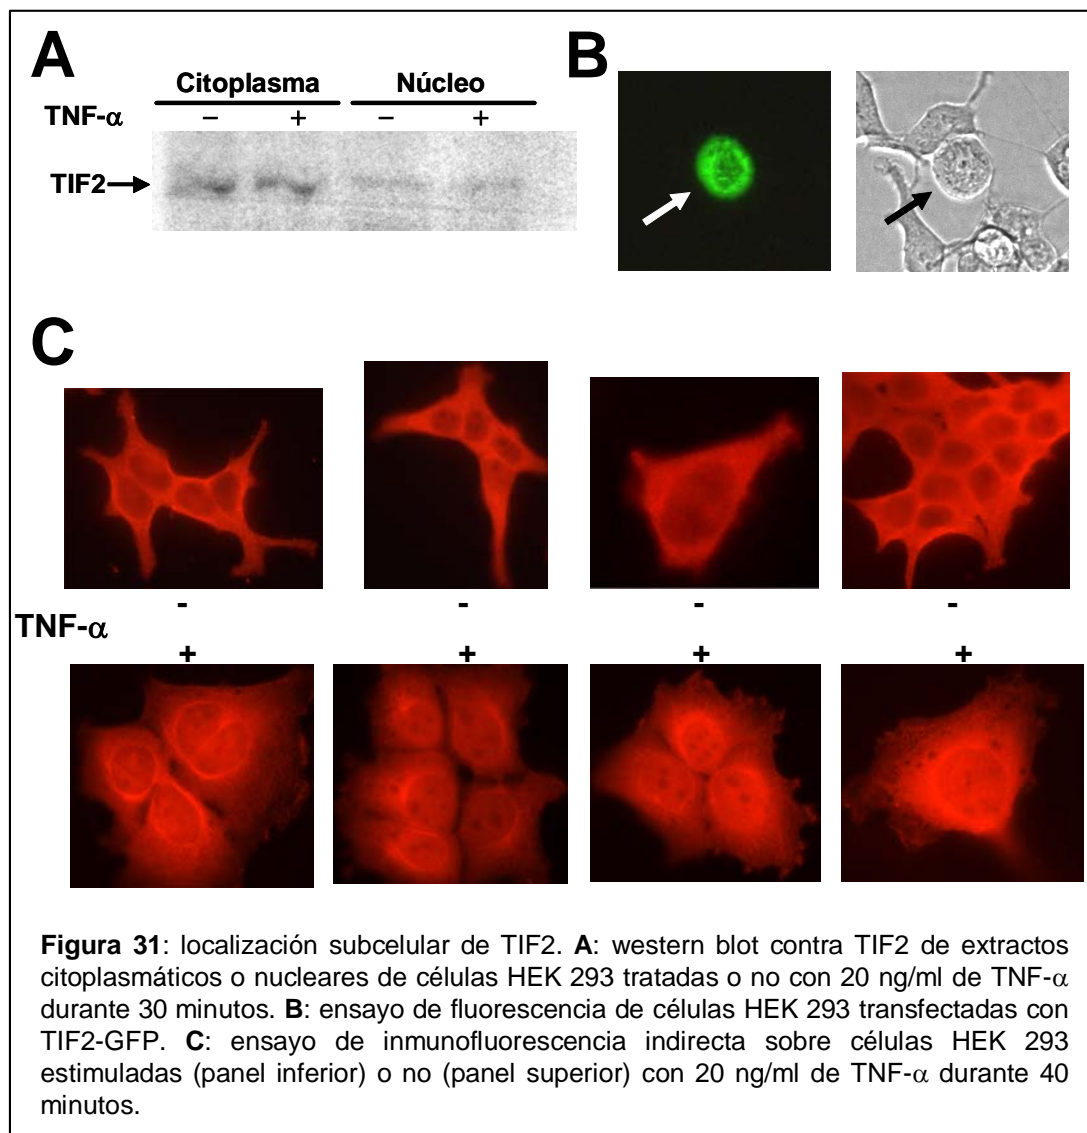 A
B
Citoplasma Núcleo
TNF-α − + − +
TIF2
C
- - - -
TNF-α
+ + + +
Figura 31: localización subcelular de TIF2. A: western blot contra TIF2 de extractos
citoplasmáticos o nucleares de células HEK 293 tratadas o no con 20 ng/ml de TNF-α
durante 30 minutos. B: ensayo de fluorescencia de células HEK 293 transfectadas con
TIF2-GFP. C: ensayo de inmunofluorescencia indirecta sobre células HEK 293
estimuladas (panel inferior) o no (panel superior) con 20 ng/ml de TNF-α durante 40
minutos.